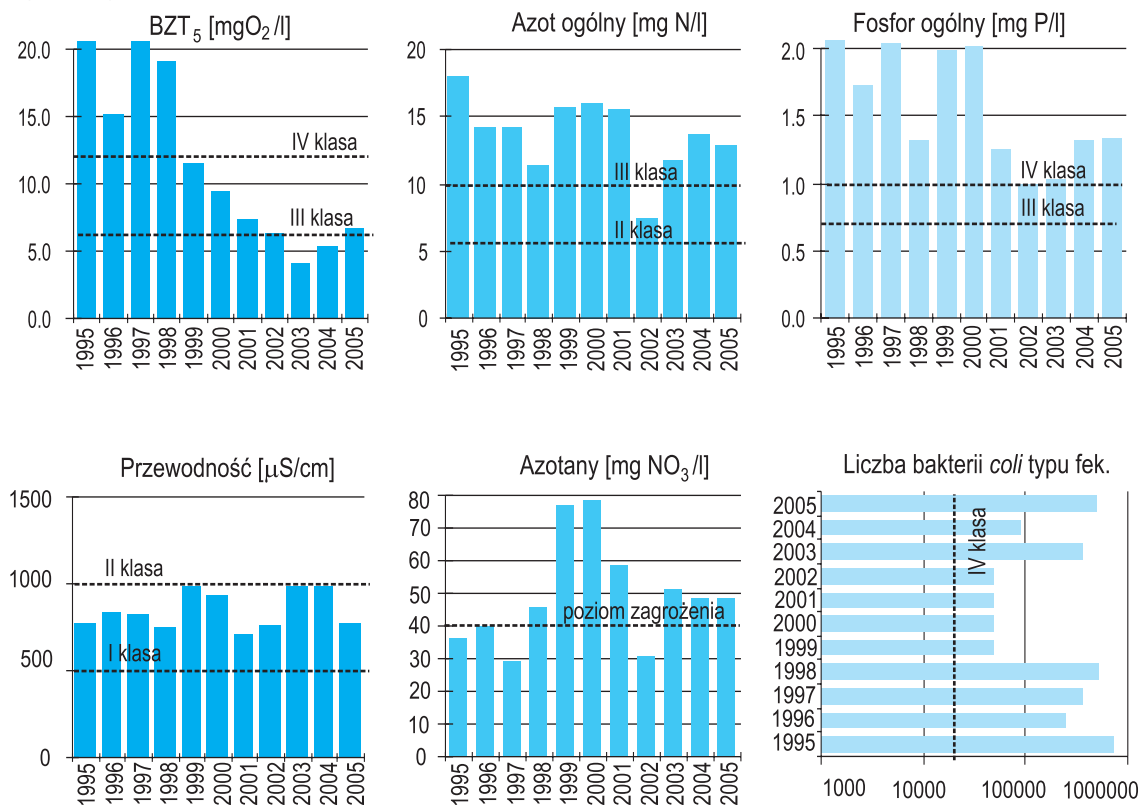 BZT5 [mgO2/l]
20.0
15.0
10.0
5.0
0.0
IV klasa
III klasa
1995 1996 1997 1998 1999 2000 2001 2002 2003 2004 2005
Azot ogólny [mg N/l]
20
15
10
5
0
III klasa
II klasa
1995 1996 1997 1998 1999 2000 2001 2002 2003 2004 2005
Fosfor ogólny [mg P/l]
2.0
1.5
1.0
0.5
0.0
IV klasa
III klasa
1995 1996 1997 1998 1999 2000 2001 2002 2003 2004 2005
Przewodność [μS/cm]
1500
1000
500
0
II klasa
I klasa
1995 1996 1997 1998 1999 2000 2001 2002 2003 2004 2005
Azotany [mg NO3/l]
80
70
60
50
40
30
20
10
0
poziom zagrożenia
1995 1996 1997 1998 1999 2000 2001 2002 2003 2004 2005
Liczba bakterii coli typu fek.
2005
2004
2003
2002
2001
2000
1999
1998
1997
1996
1995
IV klasa
1000 10000 100000 1000000